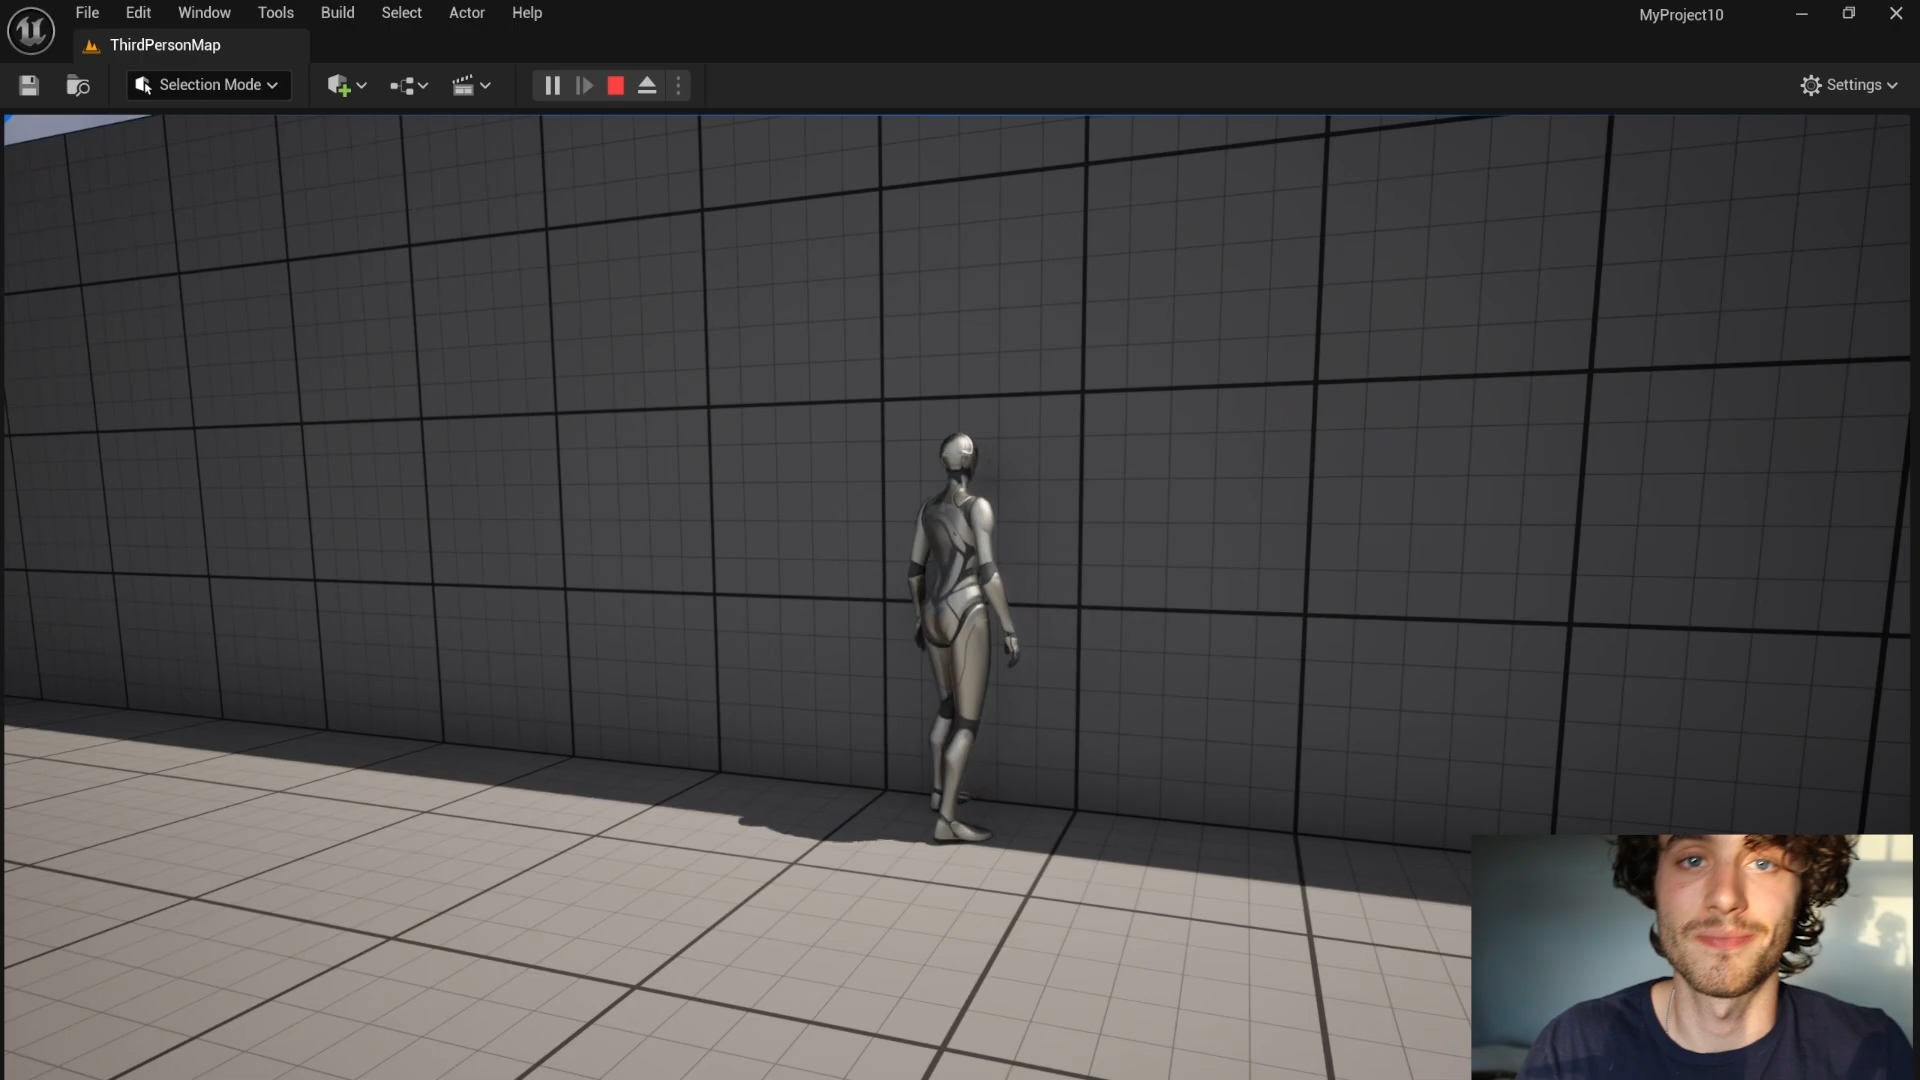 File Edit Window Tools Build Select Actor Help
MyProject10
ThirdPersonMap
Selection Mode
Settings